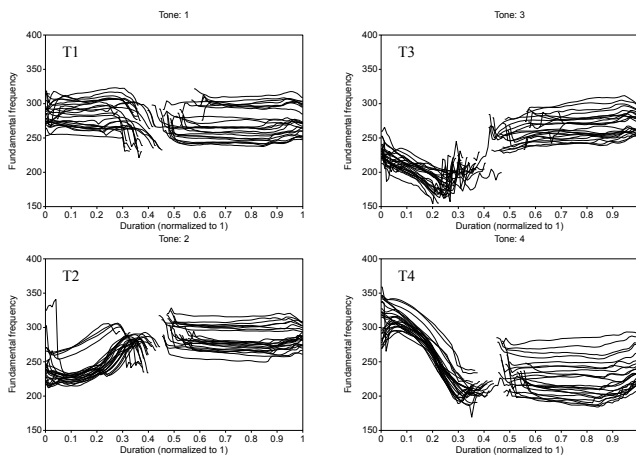 Tone: 1
T1
Fundamental frequency
400
350
300
250
200
150
0 0.1 0.2 0.3 0.4 0.5 0.6 0.7 0.8 0.9 1
Duration (normalized to 1)
Tone: 3
T3
Fundamental frequency
400
350
300
250
200
150
0 0.1 0.2 0.3 0.4 0.5 0.6 0.7 0.8 0.9 1
Duration (normalized to 1)
Tone: 2
T2
Fundamental frequency
400
350
300
250
200
150
0 0.1 0.2 0.3 0.4 0.5 0.6 0.7 0.8 0.9 1
Duration (normalized to 1)
Tone: 4
T4
Fundamental frequency
400
350
300
250
200
150
0 0.1 0.2 0.3 0.4 0.5 0.6 0.7 0.8 0.9
Duration (normalized to 1)